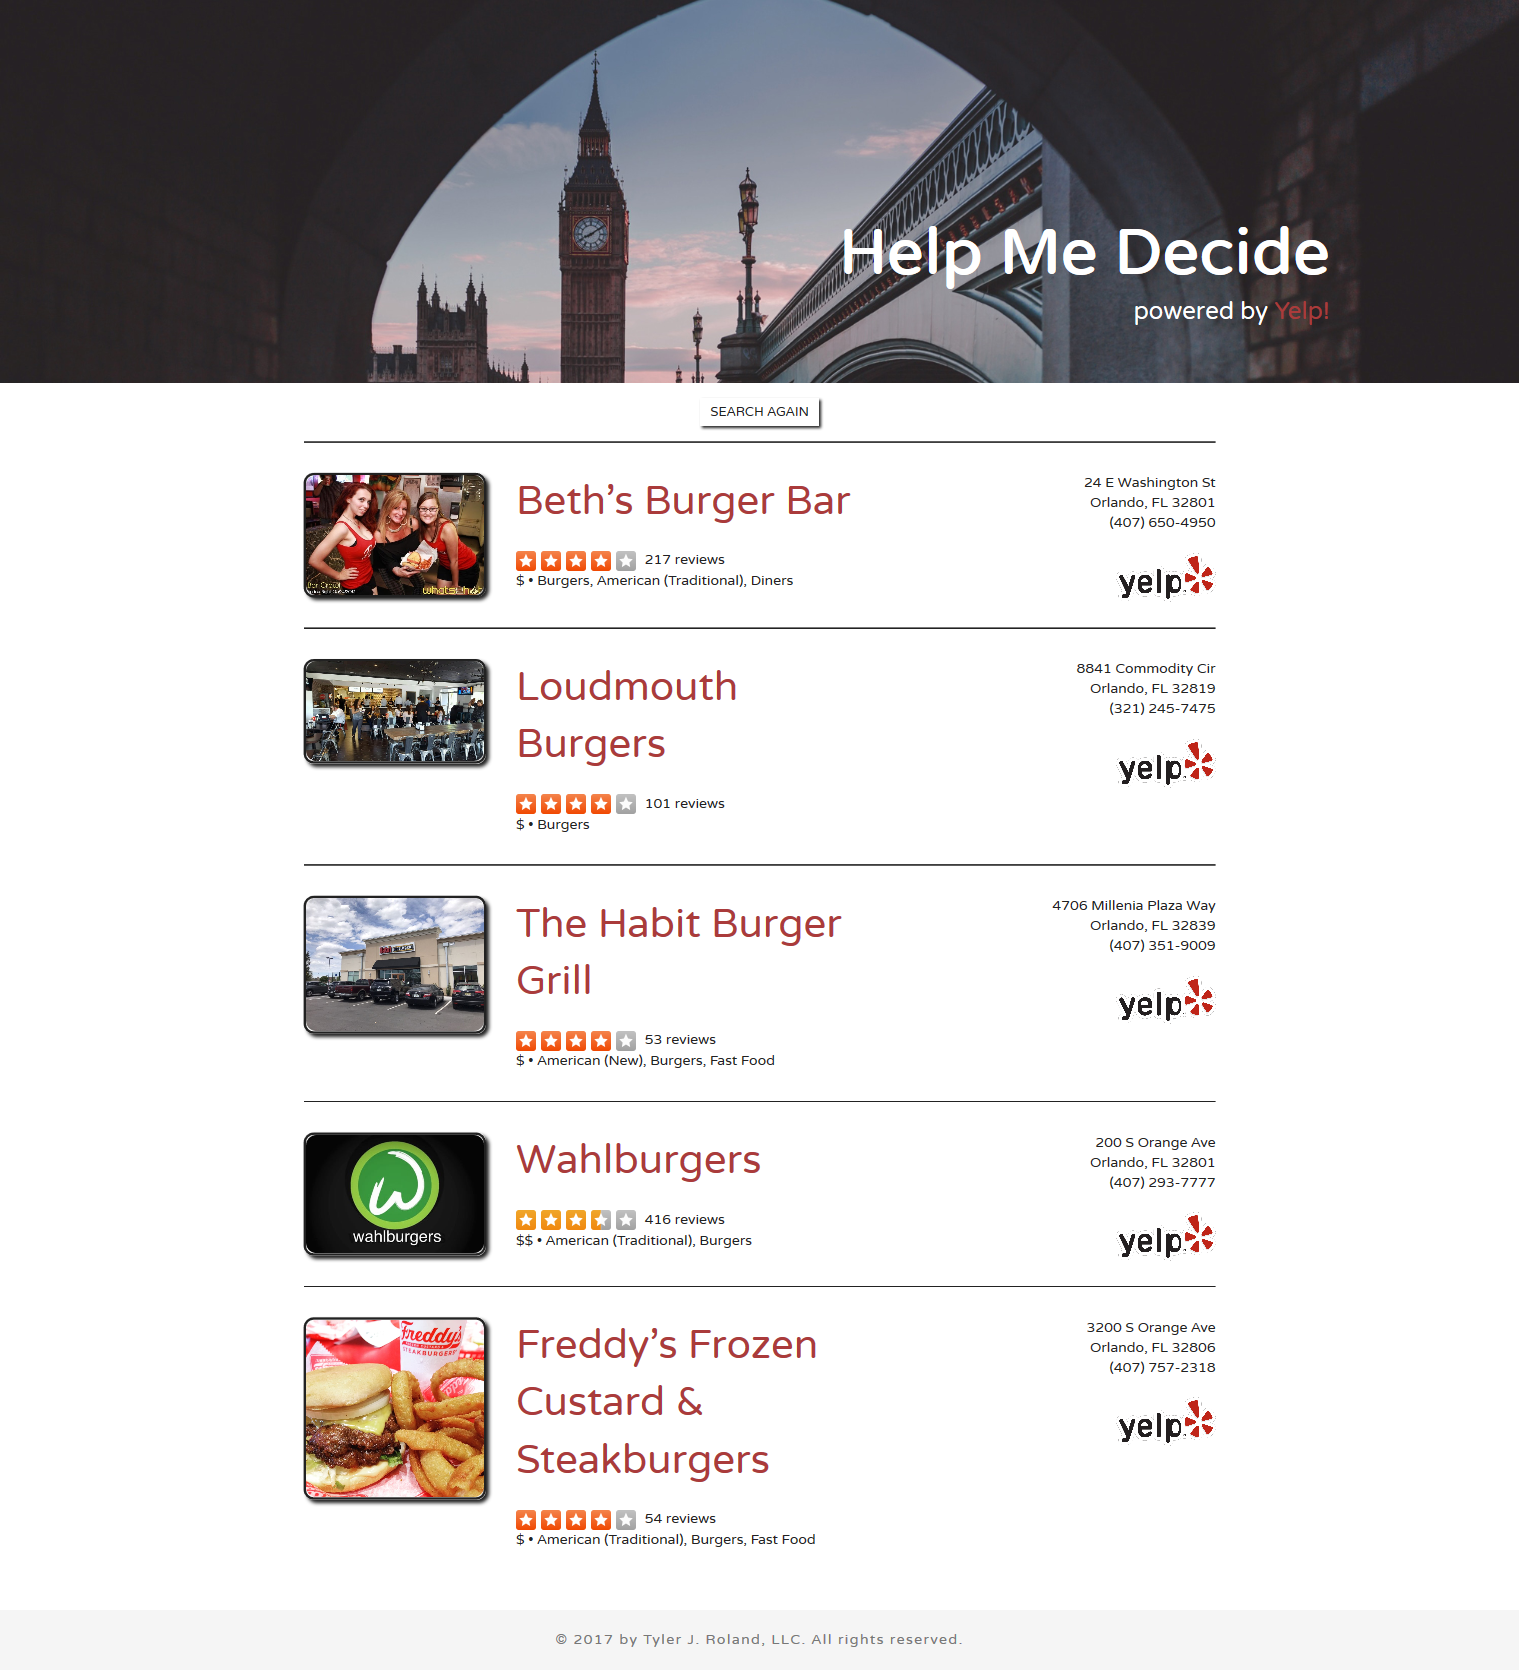 Help Me Decide
powered by Yelp!
SEARCH AGAIN
Beth's Burger Bar
217 reviews
$ • Burgers, American (Traditional), Diners
24 E Washington St
Orlando, FL 32801
(407) 650-4950
yelp
Loudmouth
Burgers
101 reviews
$ • Burgers
8841 Commodity Cir
Orlando, FL 32819
(321) 245-7475
yelp
The Habit Burger
Grill
53 reviews
$ • American (New), Burgers, Fast Food
4706 Millenia Plaza Way
Orlando, FL 32839
(407) 351-9009
yelp
wahlburgers
Wahlburgers
416 reviews
$$ • American (Traditional), Burgers
200 S Orange Ave
Orlando, FL 32801
(407) 293-7777
yelp
Freddy's
STEAKBURGERS
Freddy's Frozen
Custard &
Steakburgers
54 reviews
$ • American (Traditional), Burgers, Fast Food
3200 S Orange Ave
Orlando, FL 32806
(407) 757-2318
yelp
© 2017 by Tyler J. Roland, LLC. All rights reserved.